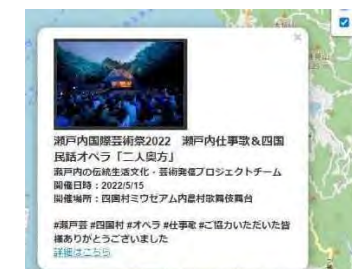 瀬戸内国際芸術祭2022　瀬戸内仕事歌&四国
民話オペラ「二人奥方」
瀬戸内の伝統生活文化・芸術発信プロジェクトチーム
開催日時：2022/5/15
開催場所：四国村ミウゼアム内農村歌舞伎舞台
#瀬戸芸 #四国村 #オペラ #仕事歌 #ご協力いただいた皆
様ありがとうございました
詳細はこちら